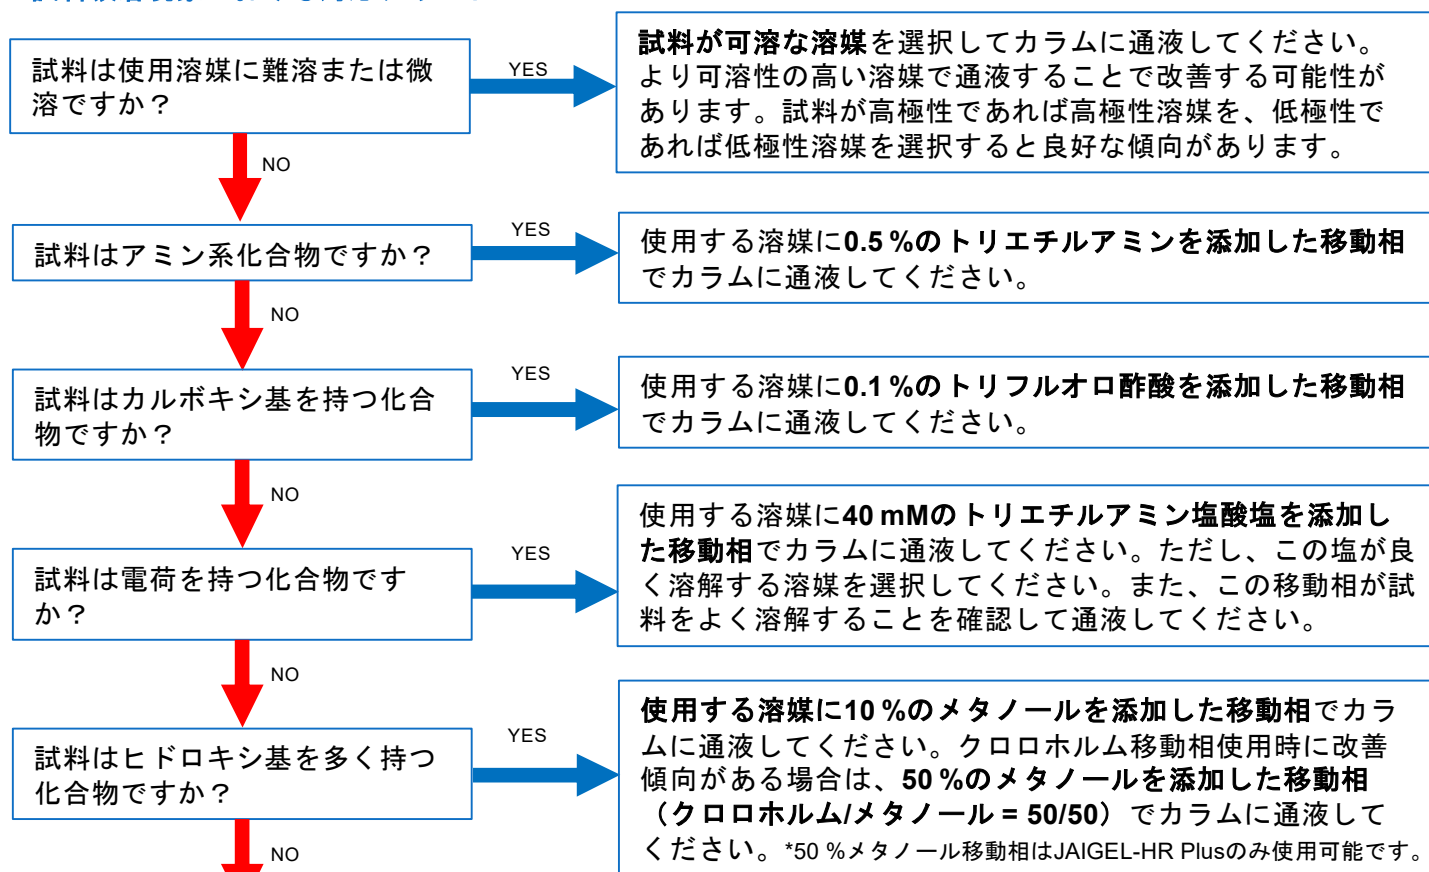 試料は使用溶媒に難溶または微
溶ですか？
YES
試料が可溶な溶媒を選択してカラムに通液してください。
より可溶性の高い溶媒で通液することで改善する可能性が
あります。試料が高極性であれば高極性溶媒を、低極性で
あれば低極性溶媒を選択すると良好な傾向があります。
NO
試料はアミン系化合物ですか？
YES
使用する溶媒に0.5 %のトリエチルアミンを添加した移動相
でカラムに通液してください。
NO
試料はカルボキシ基を持つ化合
物ですか？
YES
使用する溶媒に0.1 %のトリフルオロ酢酸を添加した移動相
でカラムに通液してください。
NO
試料は電荷を持つ化合物です
か？
YES
使用する溶媒に40 mMのトリエチルアミン塩酸塩を添加し
た移動相でカラムに通液してください。ただし、この塩が良
く溶解する溶媒を選択してください。また、この移動相が試
料をよく溶解することを確認して通液してください。
NO
試料はヒドロキシ基を多く持つ
化合物ですか？
YES
使用する溶媒に10 %のメタノールを添加した移動相でカラ
ムに通液してください。クロロホルム移動相使用時に改善
傾向がある場合は、50 %のメタノールを添加した移動相
（クロロホルム/メタノール = 50/50）でカラムに通液して
ください。*50 %メタノール移動相はJAIGEL-HR Plusのみ使用可能です。
NO